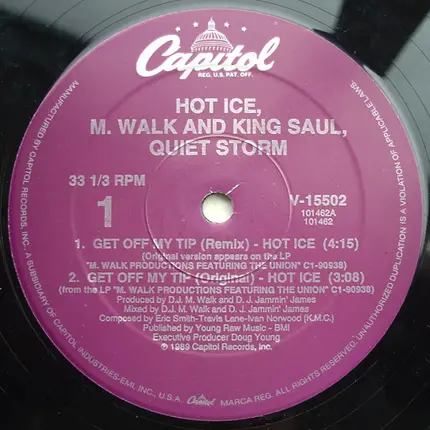 Capitol
REG. U.S. PAT. OFF.
HOT ICE,
M. WALK AND KING SAUL,
QUIET STORM
33 1/3 RPM
V-15502
1
101462A
101462
1. GET OFF MY TIP (Remix) - HOT ICE (4:15)
(Original version appears on the LP
"M. WALK PRODUCTIONS FEATURING THE UNION" C1-90938)
2. GET OFF MY TIP (Original) - HOT ICE (3:08)
(from the LP "M. WALK PRODUCTIONS FEATURING THE UNION" C1-90938)
Produced by D.J. M. Walk and D. J. Jammin' James
Mixed by D.J. M. Walk and D. J. Jammin' James
Composed by Eric Smith-Travis Lane-Ivan Norwood [K.M.C.]
Published by Young Raw Music - BMI
Executive Producer Doug Young
℗ 1989 Capitol Records, Inc.
MANUFACTURED BY CAPITOL RECORDS, INC. A SUBSIDIARY OF CAPITOL INDUSTRIES-EMI, INC., U.S.A. Capitol MARCA REG. ALL RIGHTS RESERVED. UNAUTHORIZED DUPLICATION IS A VIOLATION OF APPLICABLE LAWS.